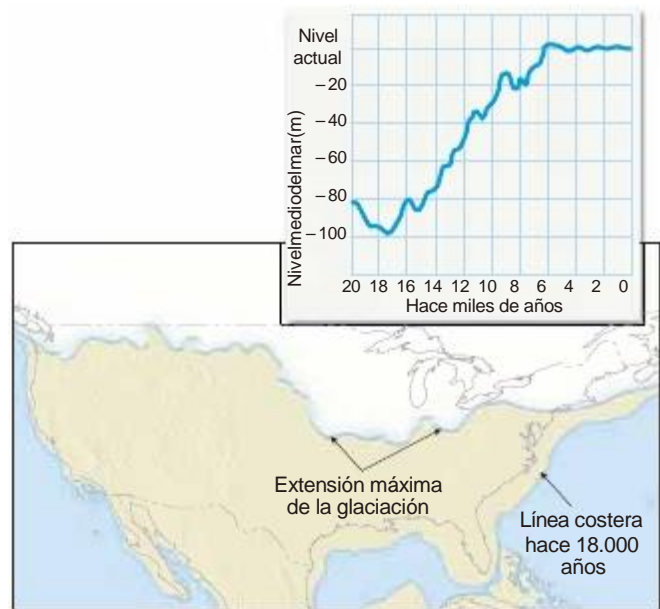 Nivel
actual
–20
–40
–60
–80
–100
Nivelmediodelmar(m)
20 18 16 14 12 10 8 6 4 2 0
Hace miles de años
Extensión máxima
de la glaciación
Línea costera
hace 18.000
años